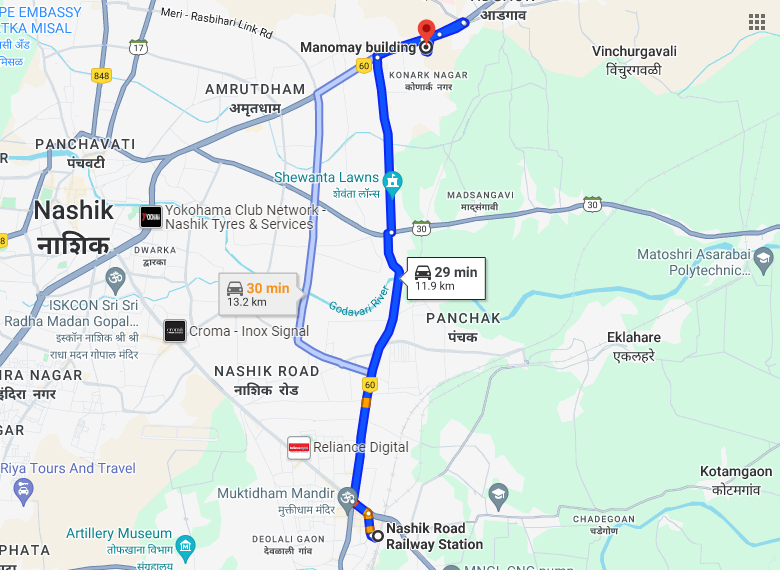 PE EMBASSY
RTKA MISAL
मिसळ
Meri - Rasbihari Link Rd
आडगाव
17
848
Manomay building
60
KONARK NAGAR
कोणार्क नगर
Vinchurgavali
विंचुरगवळी
AMRUTDHAM
अमृतधाम
PANCHAVATI
पंचवटी
R
Shewanta Lawns
शेवंता लॉन्स
MADSANGAVI
माद्संगावी
30
30
Nashik
नाशिक
Yokohama Club Network -
Nashik Tyres & Services
DWARKA
द्वारका
Matoshri Asarabai
Polytechnic...
ISKCON Sri Sri
Radha Madan Gopal...
इस्कॉन नाशिक श्री श्री
राधा मदन गोपाल मंदिर
30 min
13.2 km
29 min
11.9 km
Godavari River
Croma - Inox Signal
PANCHAK
पंचक
Eklahare
एकलहरे
IRA NAGAR
इंदिरा नगर
NASHIK ROAD
नाशिक रोड
60
GAR
Reliance Digital
Riya Tours And Travel
Kotamgaon
कोटमगांव
Muktidham Mandir
मुक्तीधाम मंदिर
Artillery Museum
तोफखाना विभाग
संग्रहालय
DEOLALI GAON
देवळाली गांव
Nashik Road
Railway Station
CHADEGOAN
चडेगोण
PHATA
MNGL CNG pump